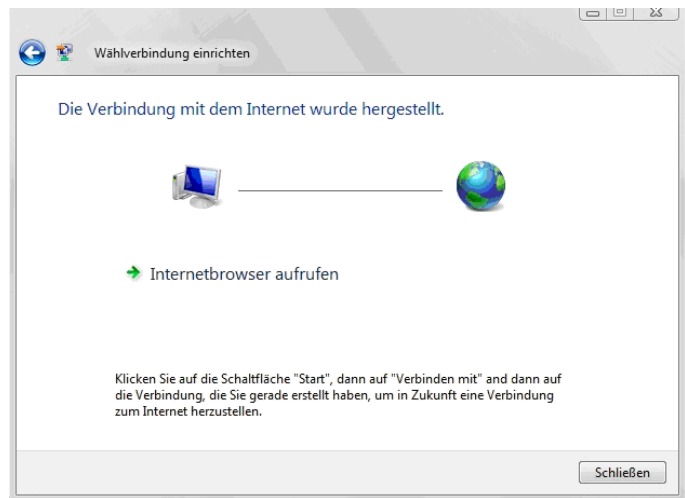 Wählverbindung einrichten
Die Verbindung mit dem Internet wurde hergestellt.
Internetbrowser aufrufen
Klicken Sie auf die Schaltfläche "Start", dann auf "Verbinden mit" and dann auf
die Verbindung, die Sie gerade erstellt haben, um in Zukunft eine Verbindung
zum Internet herzustellen.
Schließen